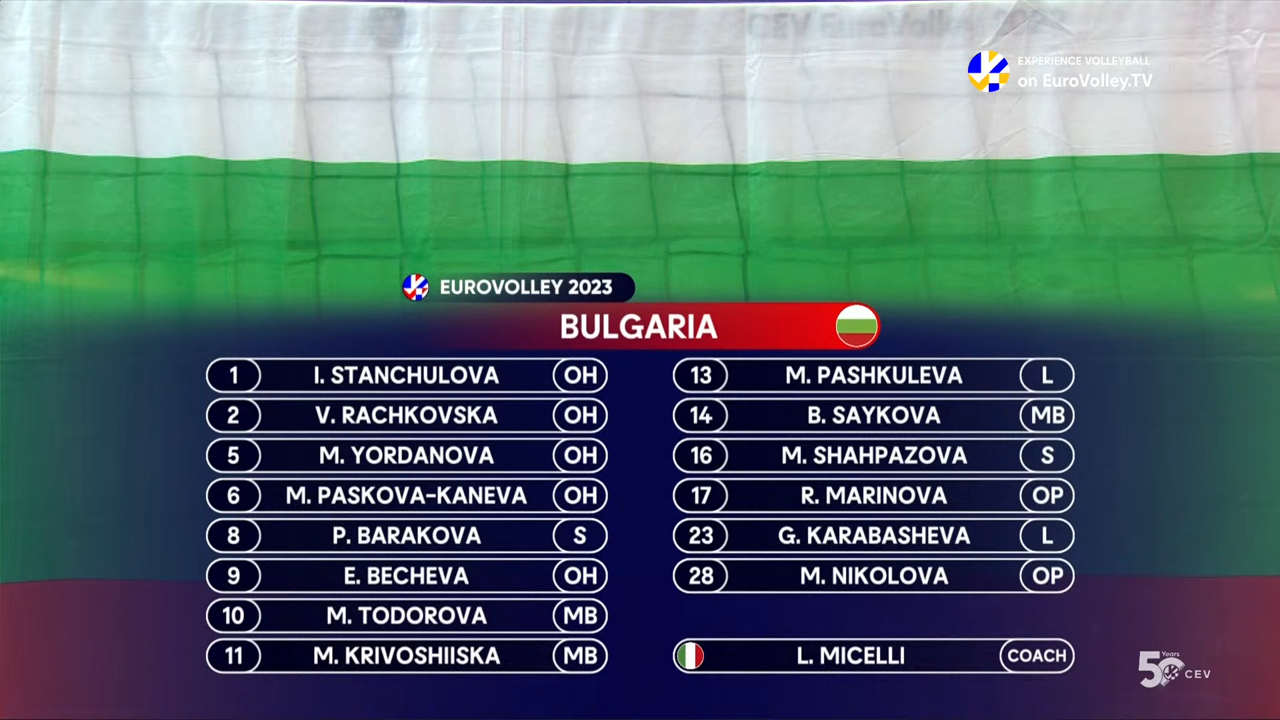 EXPERIENCE VOLLEYBALL
on EuroVolley.TV
EUROVOLLEY 2023
BULGARIA
1 I. STANCHULOVA OH
2 V. RACHKOVSKA OH
5 M. YORDANOVA OH
6 M. PASKOVA-KANEVA OH
8 P. BARAKOVA S
9 E. BECHEVA OH
10 M. TODOROVA MB
11 M. KRIVOSHIISKA MB
13 M. PASHKULEVA L
14 B. SAYKOVA MB
16 M. SHAHPAZOVA S
17 R. MARINOVA OP
23 G. KARABASHEVA L
28 M. NIKOLOVA OP
L. MICELLI COACH
50 Years CEV